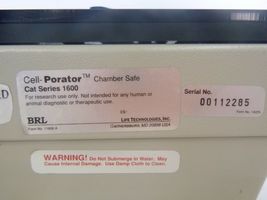 Cell-Porator™ Chamber Safe
Cat Series 1600
For research use only. Not intended for any human or
animal diagnostic or therapeutic use.
BRL
LIFE TECHNOLOGIES, INC.
GAITHERSBURG, MD 20898 USA
Serial No.
00112285
WARNING! Do Not Submerge to Water; May
Cause Internal Damage. Use Damp Cloth to Clean.